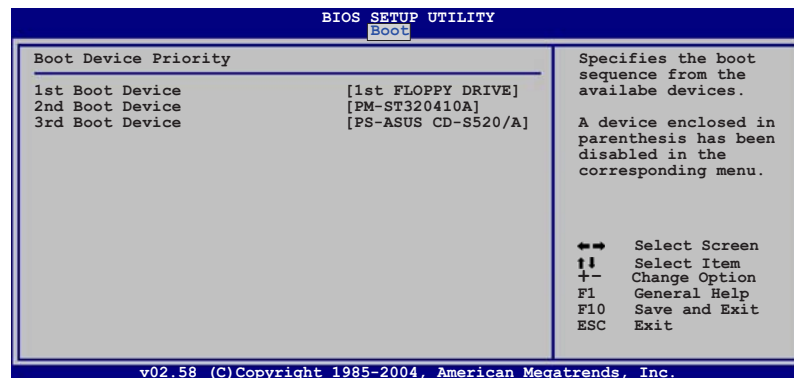 BIOS SETUP UTILITY
Boot
Boot Device Priority
1st Boot Device [1st FLOPPY DRIVE]
2nd Boot Device [PM-ST320410A]
3rd Boot Device [PS-ASUS CD-S520/A]
Specifies the boot
sequence from the
availabe devices.
A device enclosed in
parenthesis has been
disabled in the
corresponding menu.
←→ Select Screen
↑↓ Select Item
+- Change Option
F1 General Help
F10 Save and Exit
ESC Exit
v02.58 (C)Copyright 1985-2004, American Megatrends, Inc.